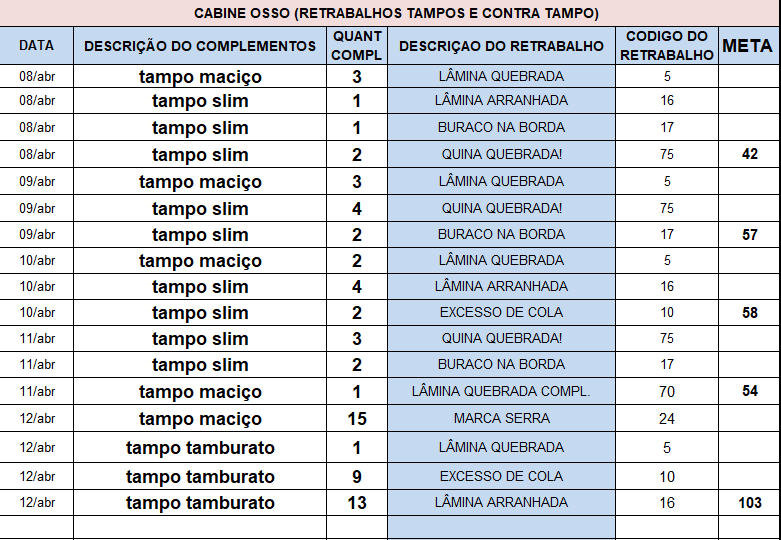 CABINE OSSO (RETRABALHOS TAMPOS E CONTRA TAMPO)
DATA DESCRIÇÃO DO COMPLEMENTOS QUANT COMPL DESCRIÇAO DO RETRABALHO CODIGO DO RETRABALHO META
08/abr tampo maciço 3 LÂMINA QUEBRADA 5
08/abr tampo slim 1 LÂMINA ARRANHADA 16
08/abr tampo slim 1 BURACO NA BORDA 17
08/abr tampo slim 2 QUINA QUEBRADA! 75 42
09/abr tampo maciço 3 LÂMINA QUEBRADA 5
09/abr tampo slim 4 QUINA QUEBRADA! 75
09/abr tampo slim 2 BURACO NA BORDA 17 57
10/abr tampo maciço 2 LÂMINA QUEBRADA 5
10/abr tampo slim 4 LÂMINA ARRANHADA 16
10/abr tampo slim 2 EXCESSO DE COLA 10 58
11/abr tampo slim 3 QUINA QUEBRADA! 75
11/abr tampo slim 2 BURACO NA BORDA 17
11/abr tampo maciço 1 LÂMINA QUEBRADA COMPL. 70 54
12/abr tampo maciço 15 MARCA SERRA 24
12/abr tampo tamburato 1 LÂMINA QUEBRADA 5
12/abr tampo tamburato 9 EXCESSO DE COLA 10
12/abr tampo tamburato 13 LÂMINA ARRANHADA 16 103